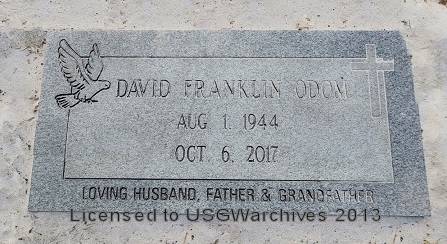 DAVID FRANKLIN ODOM
AUG 1, 1944
OCT 6, 2017
LOVING HUSBAND, FATHER & GRANDFATHER
Licensed to USGWarchives 2013